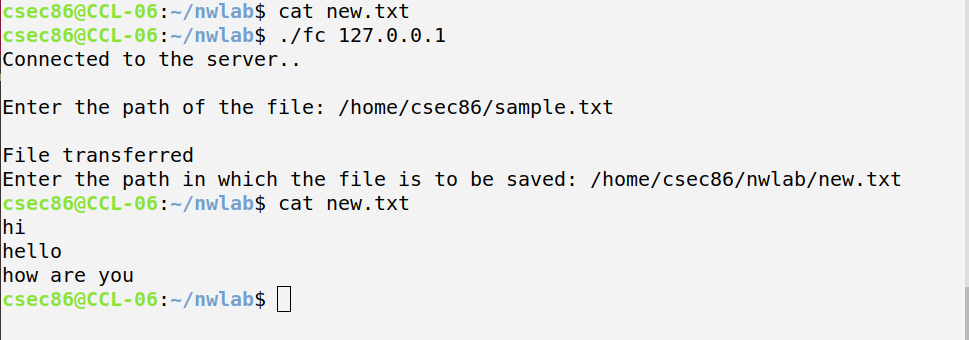 csec86@CCL-06:~/nwlab$ cat new.txt
csec86@CCL-06:~/nwlab$ ./fc 127.0.0.1
Connected to the server..
Enter the path of the file: /home/csec86/sample.txt
File transferred
Enter the path in which the file is to be saved: /home/csec86/nwlab/new.txt
csec86@CCL-06:~/nwlab$ cat new.txt
hi
hello
how are you
csec86@CCL-06:~/nwlab$